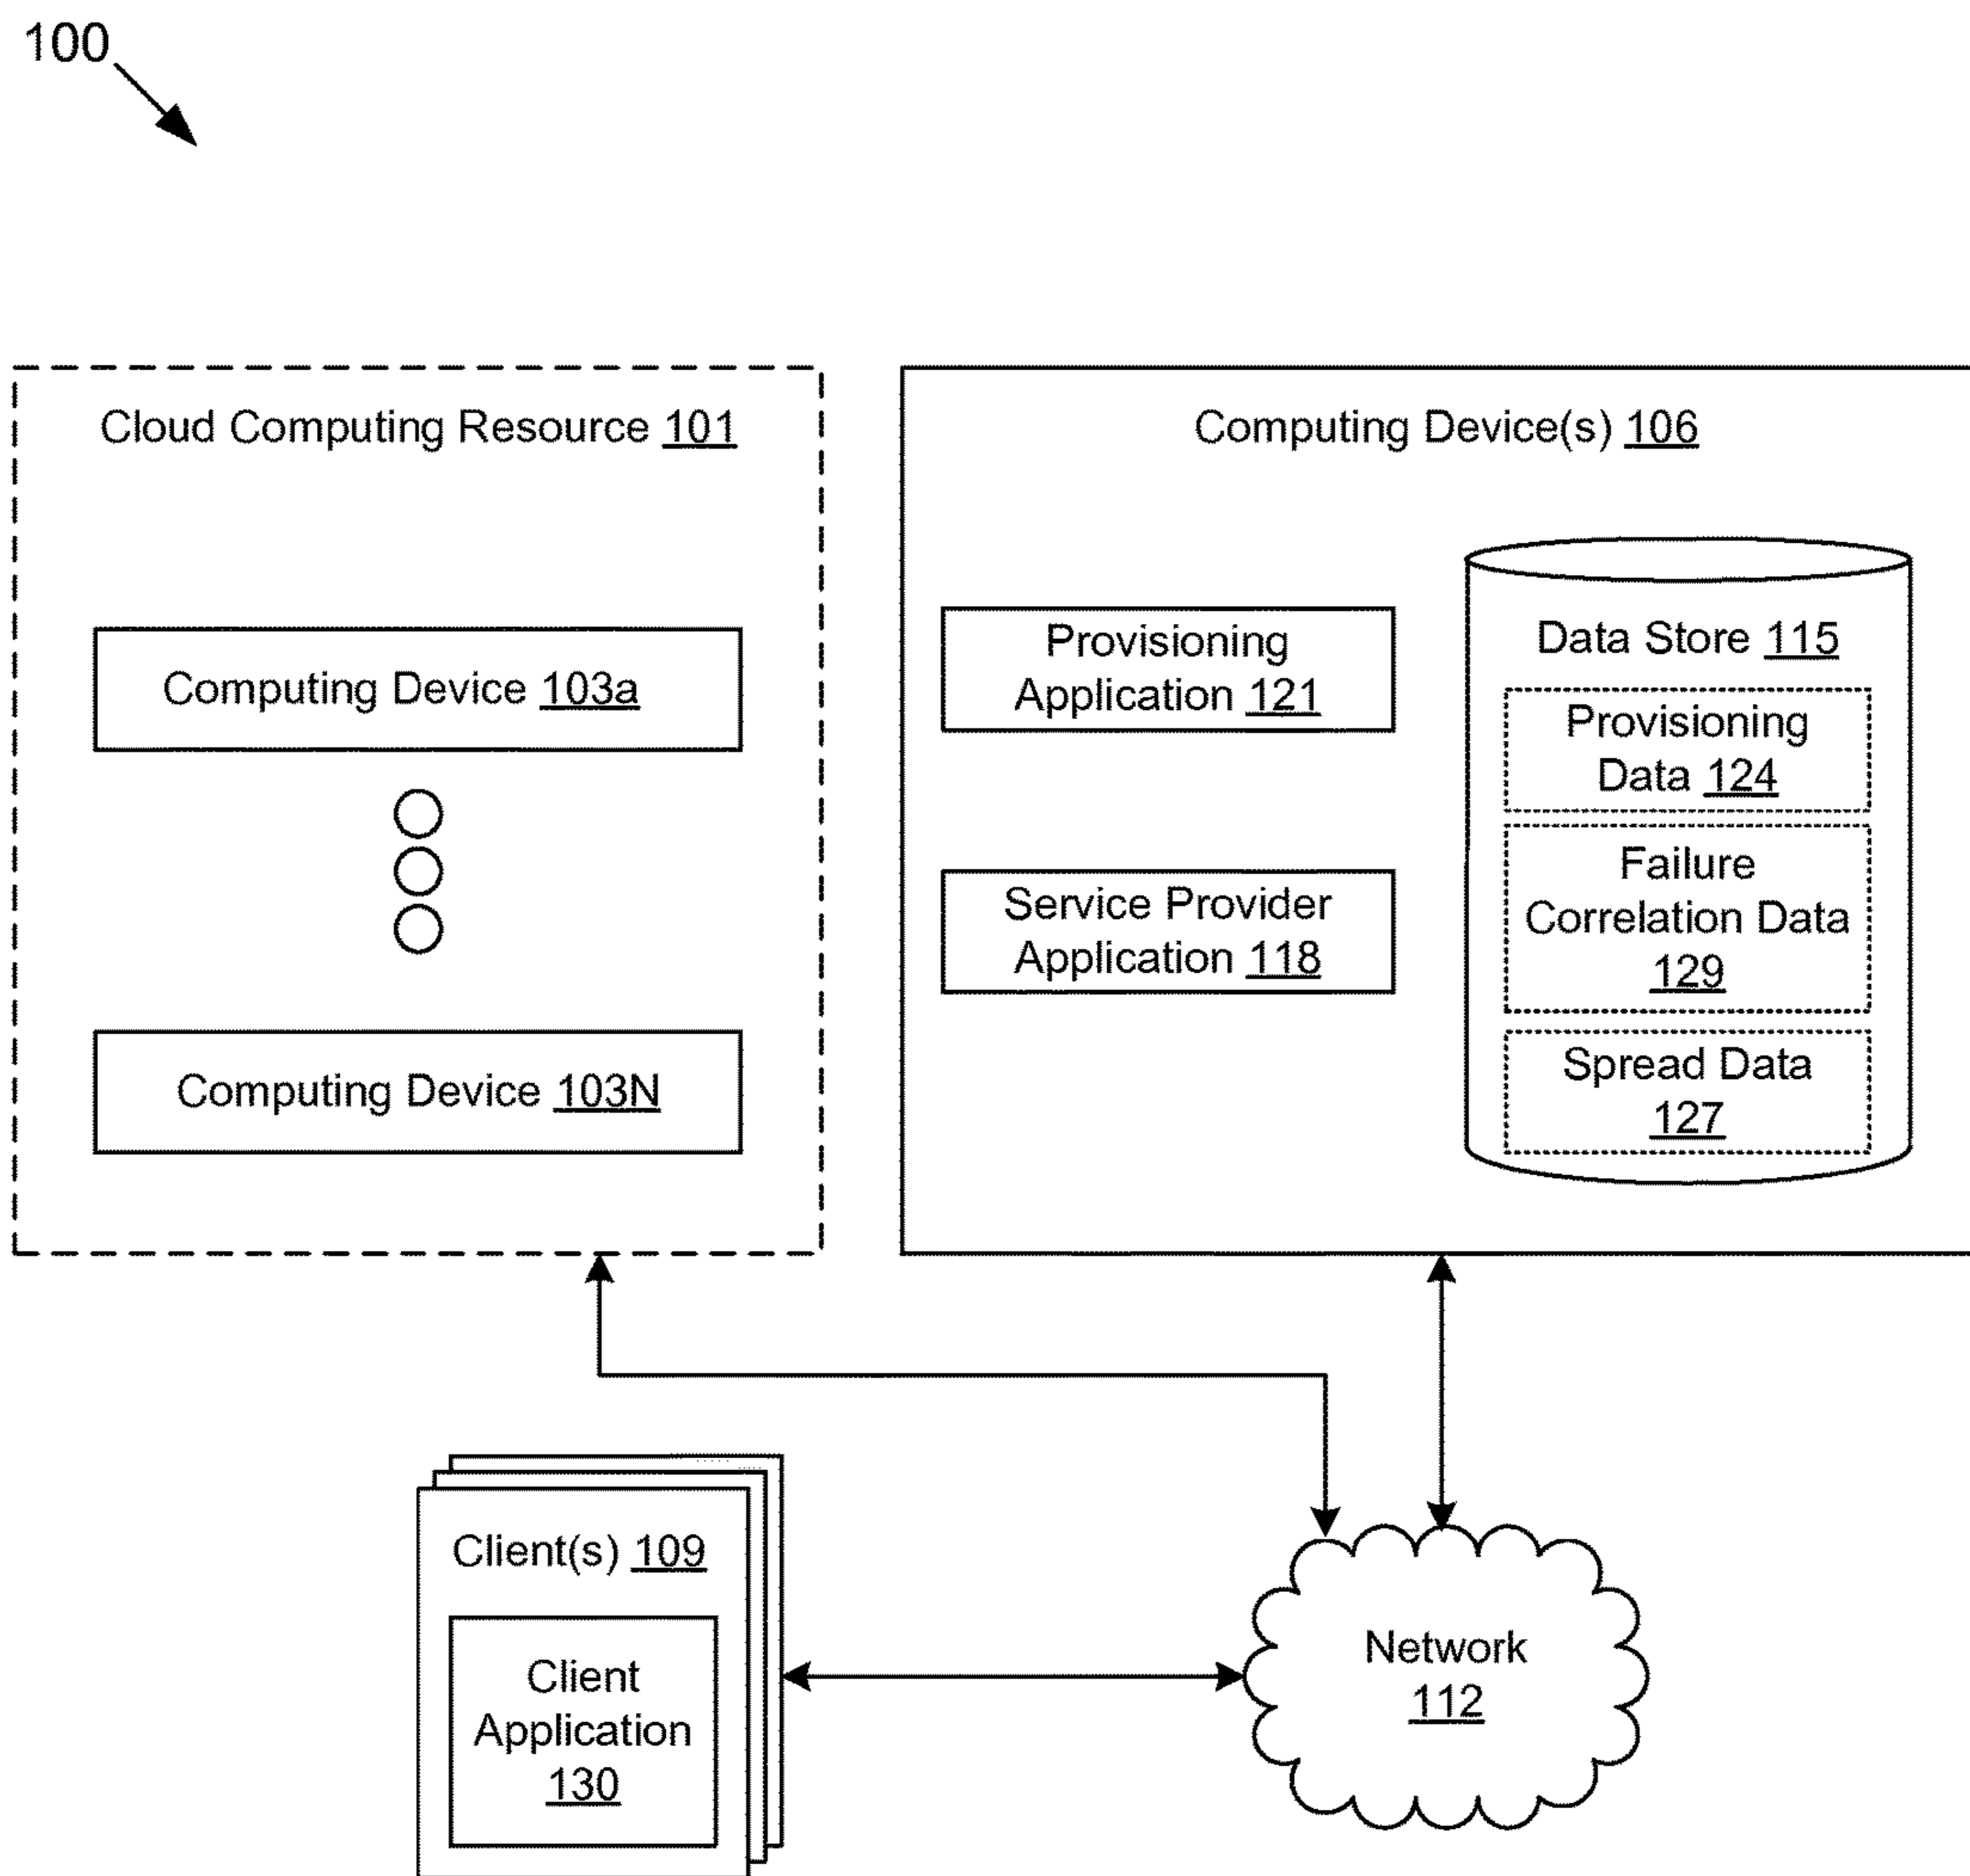 100
Cloud Computing Resource 101
Computing Device 103a
Computing Device 103N
Computing Device(s) 106
Provisioning
Application 121
Service Provider
Application 118
Data Store 115
Provisioning
Data 124
Failure
Correlation Data
129
Spread Data
127
Client(s) 109
Client
Application
130
Network
112